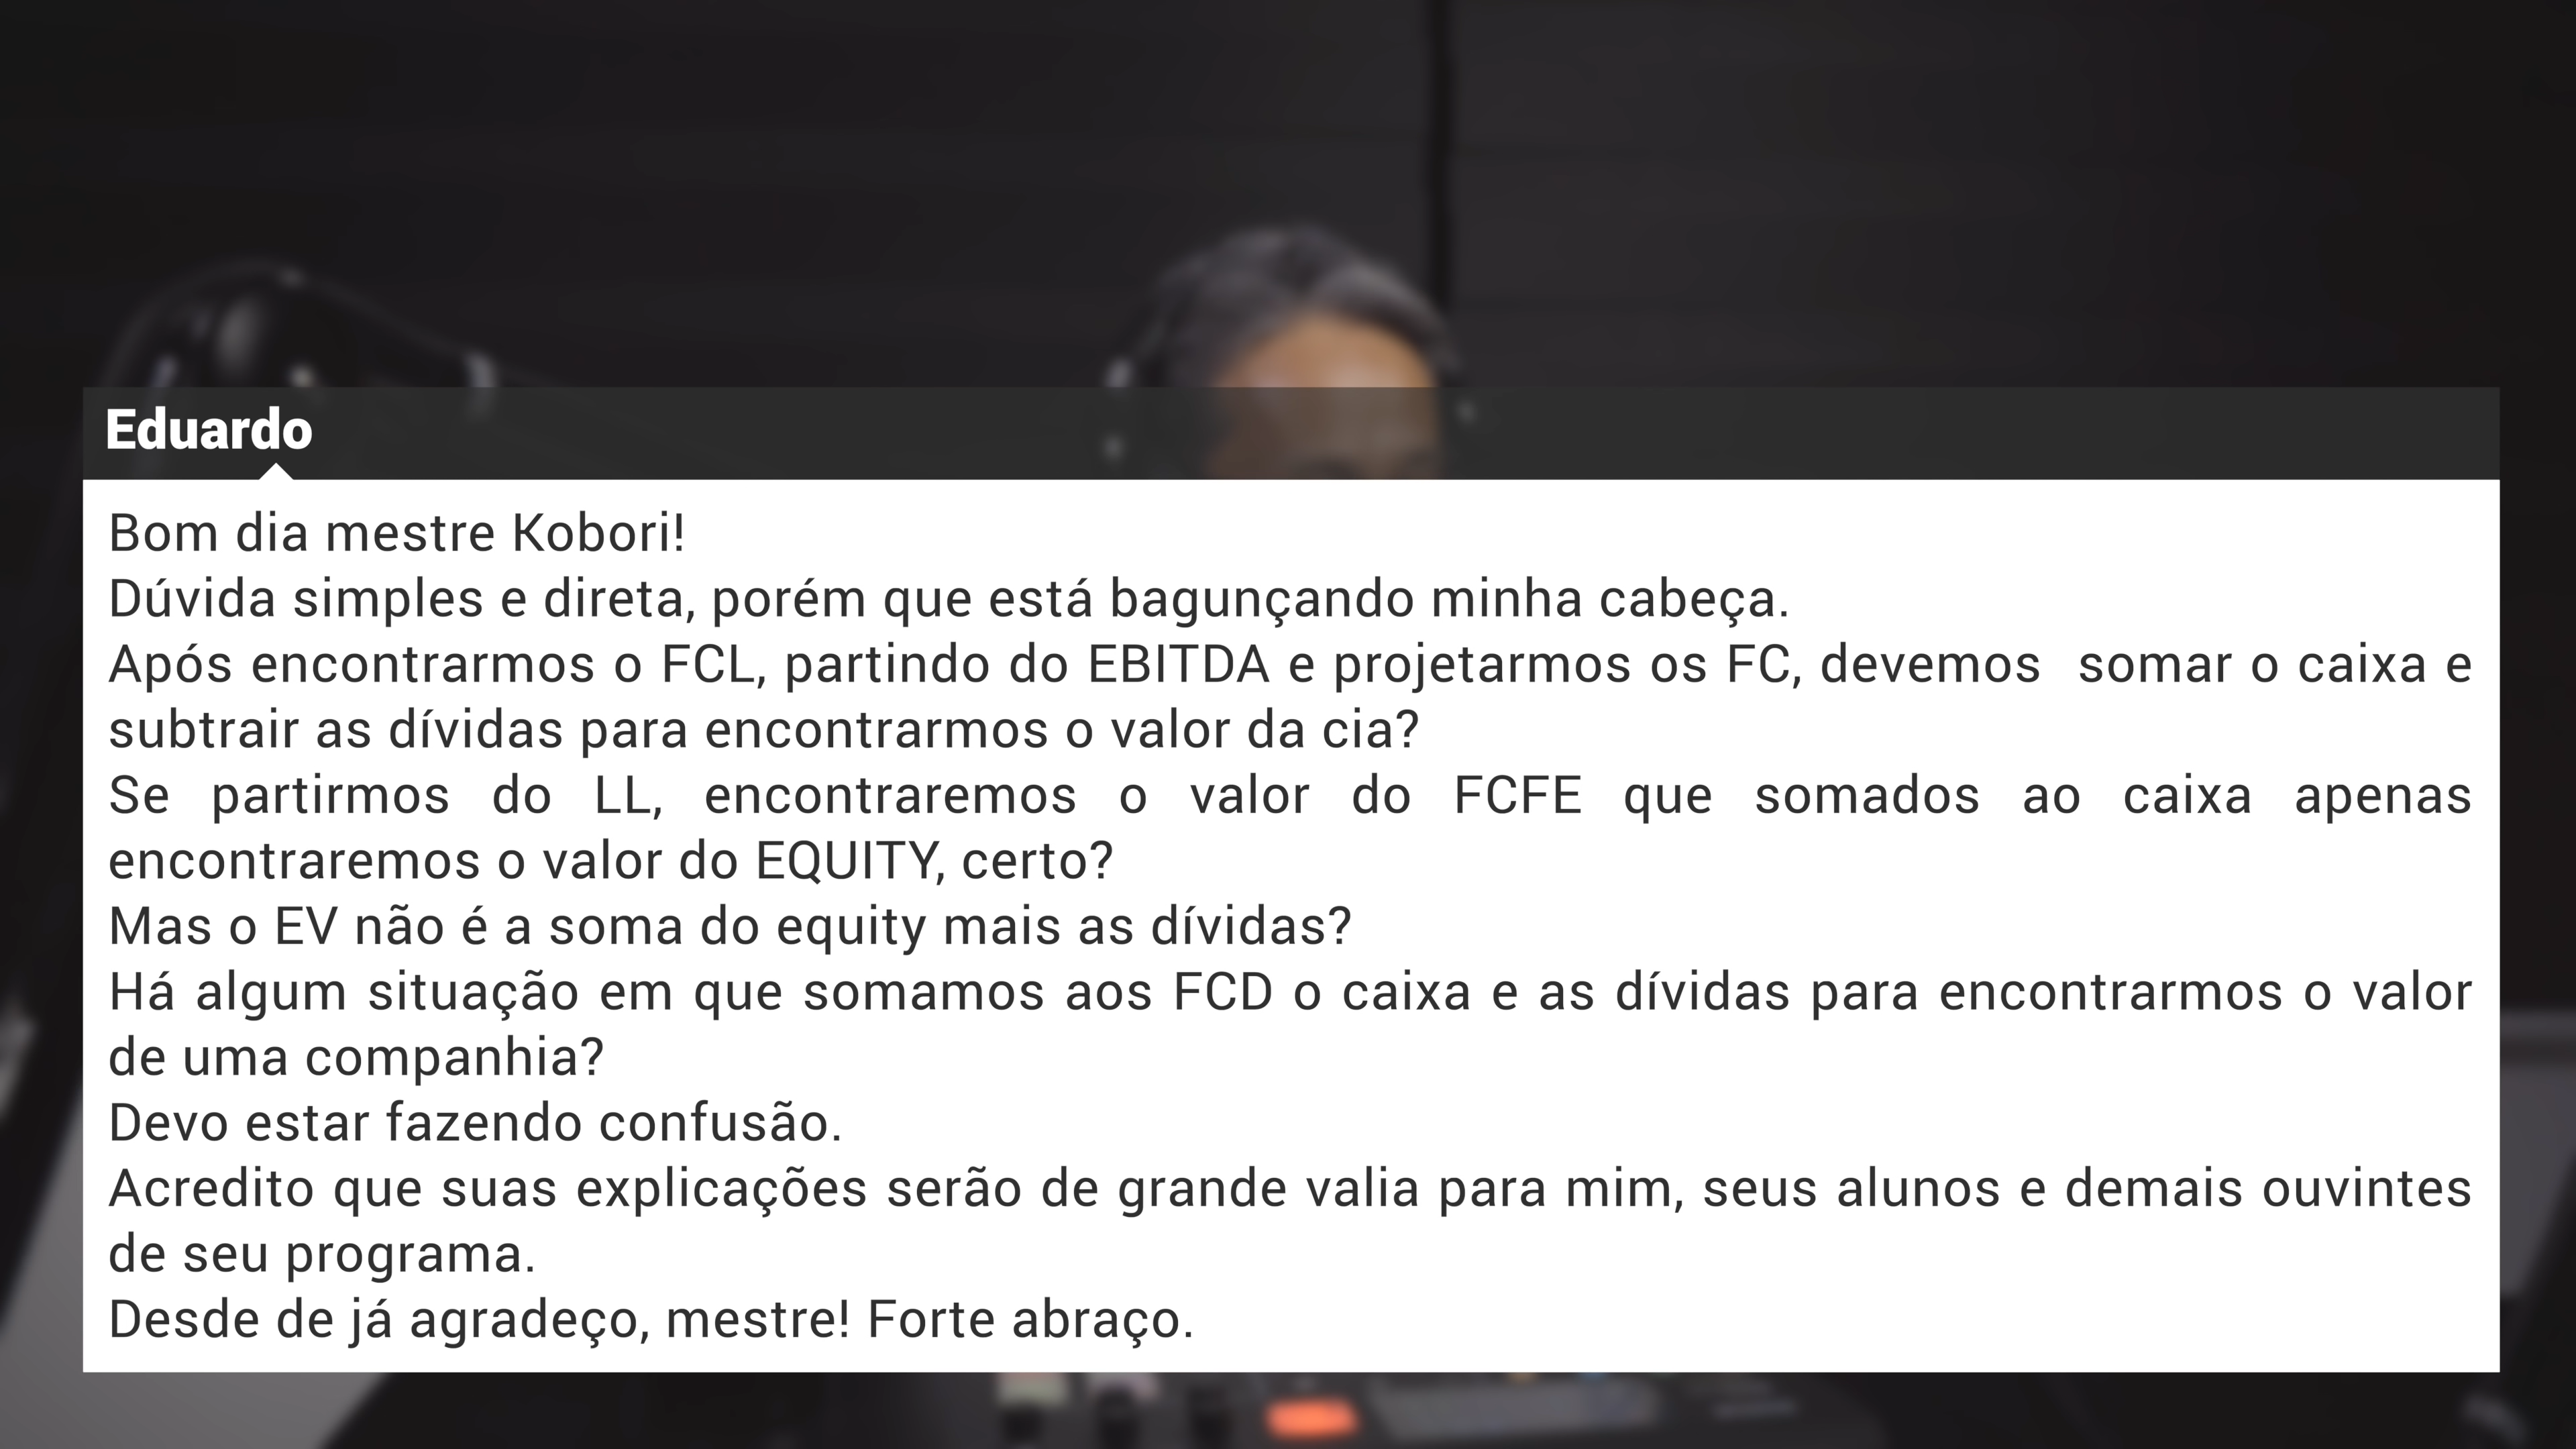 Eduardo
Bom dia mestre Kobori!
Dúvida simples e direta, porém que está bagunçando minha cabeça.
Após encontrarmos o FCL, partindo do EBITDA e projetarmos os FC, devemos  somar o caixa e
subtrair as dívidas para encontrarmos o valor da cia?
Se partirmos do LL, encontraremos o valor do FCFE que somados ao caixa apenas
encontraremos o valor do EQUITY, certo?
Mas o EV não é a soma do equity mais as dívidas?
Há algum situação em que somamos aos FCD o caixa e as dívidas para encontrarmos o valor
de uma companhia?
Devo estar fazendo confusão.
Acredito que suas explicações serão de grande valia para mim, seus alunos e demais ouvintes
de seu programa.
Desde de já agradeço, mestre! Forte abraço.